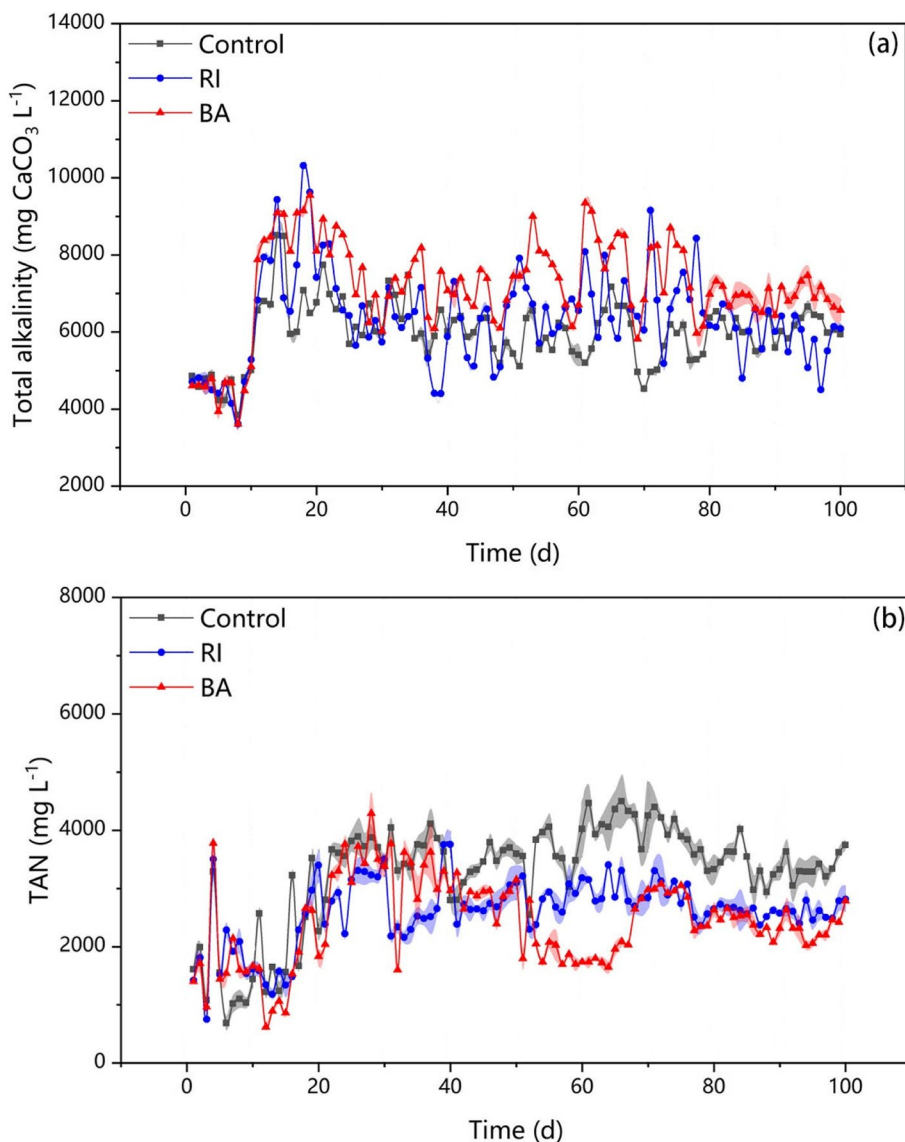 14000
12000
10000
8000
6000
4000
2000
Total alkalinity (mg CaCO₃ L⁻¹)
Control
RI
BA
(a)
0 20 40 60 80 100
Time (d)
8000
6000
4000
2000
0
TAN (mg L⁻¹)
Control
RI
BA
(b)
0 20 40 60 80 100
Time (d)